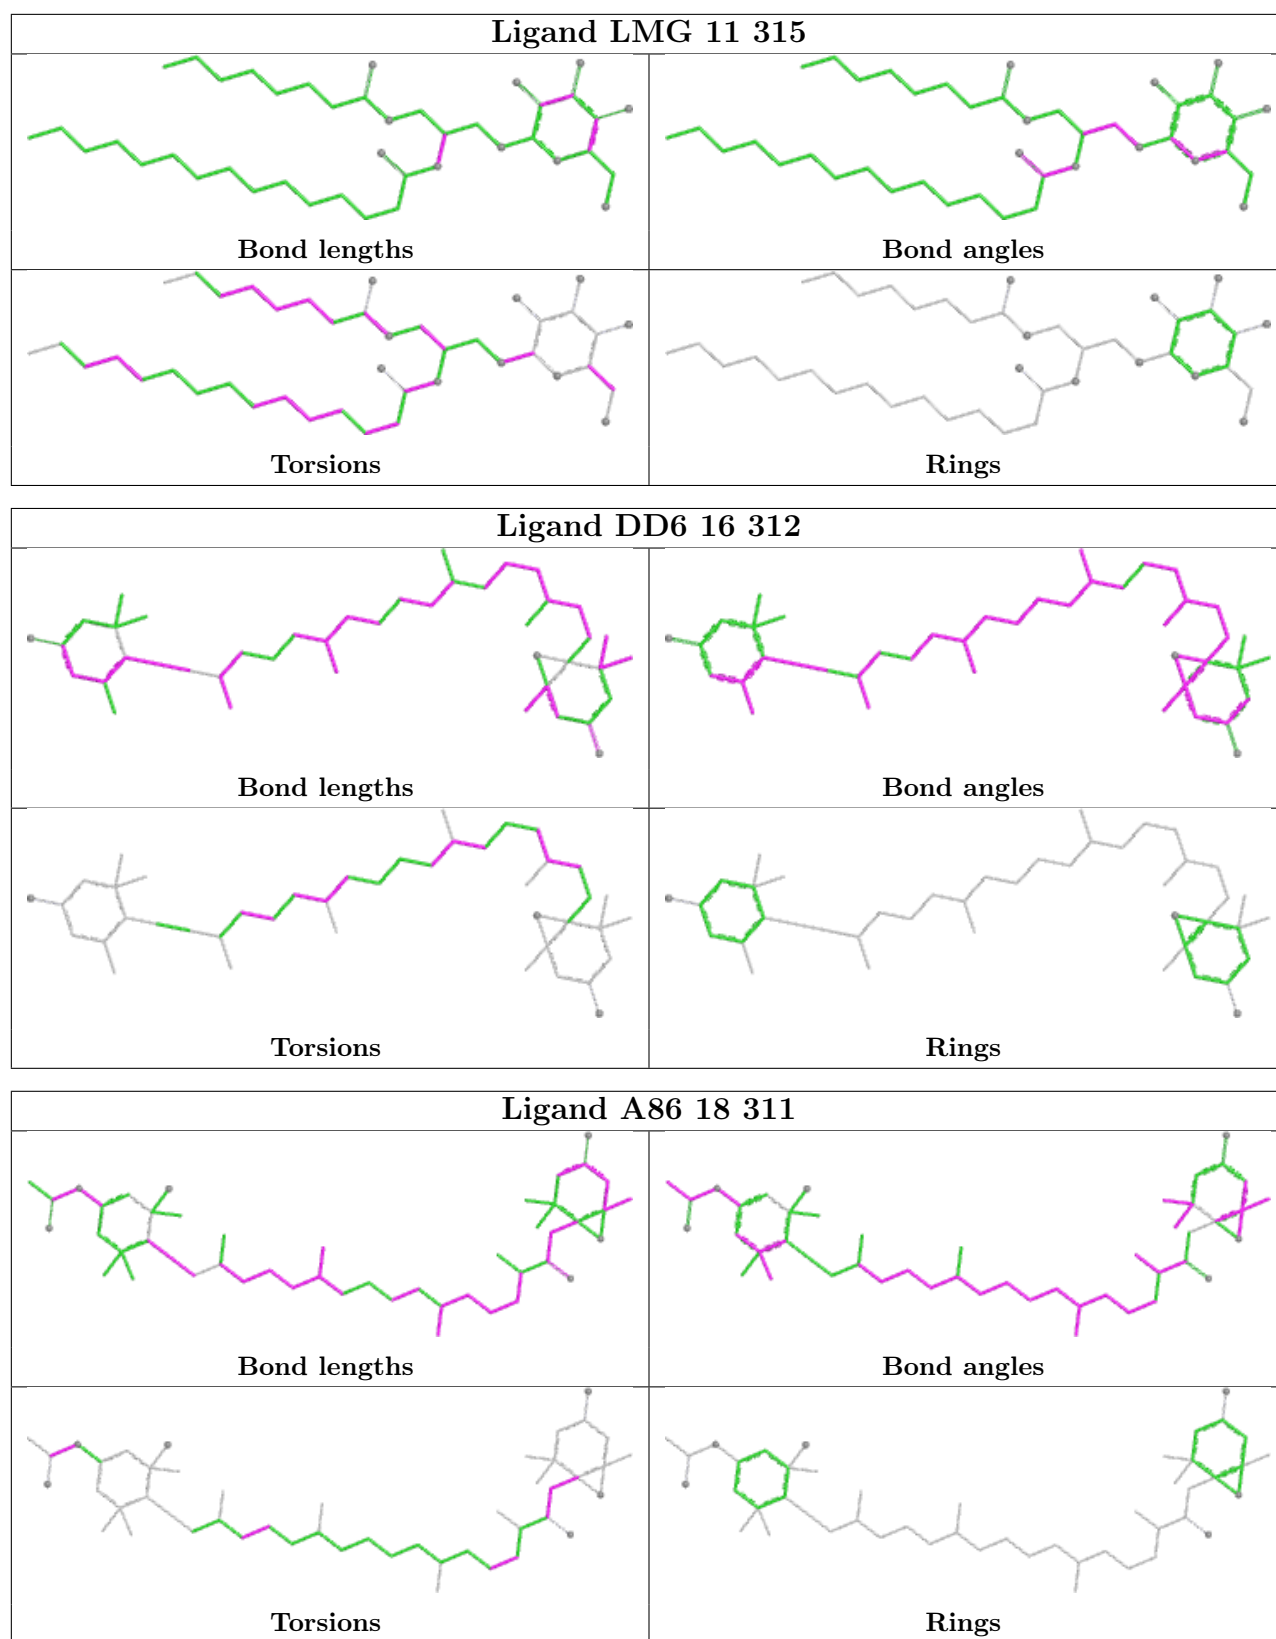 Ligand LMG 11 315
Bond lengths
Bond angles
Torsions
Rings
Ligand DD6 16 312
Bond lengths
Bond angles
Torsions
Rings
Ligand A86 18 311
Bond lengths
Bond angles
Torsions
Rings